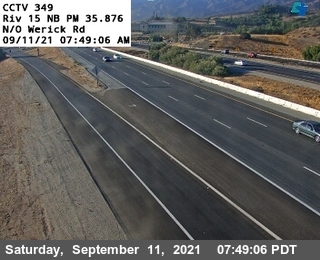 CCTV 349
Riv 15 NB PM 35.876
N/O Werick Rd
09/11/21 07:49:06 AM
Saturday, September 11, 2021 07:49:06 PDT